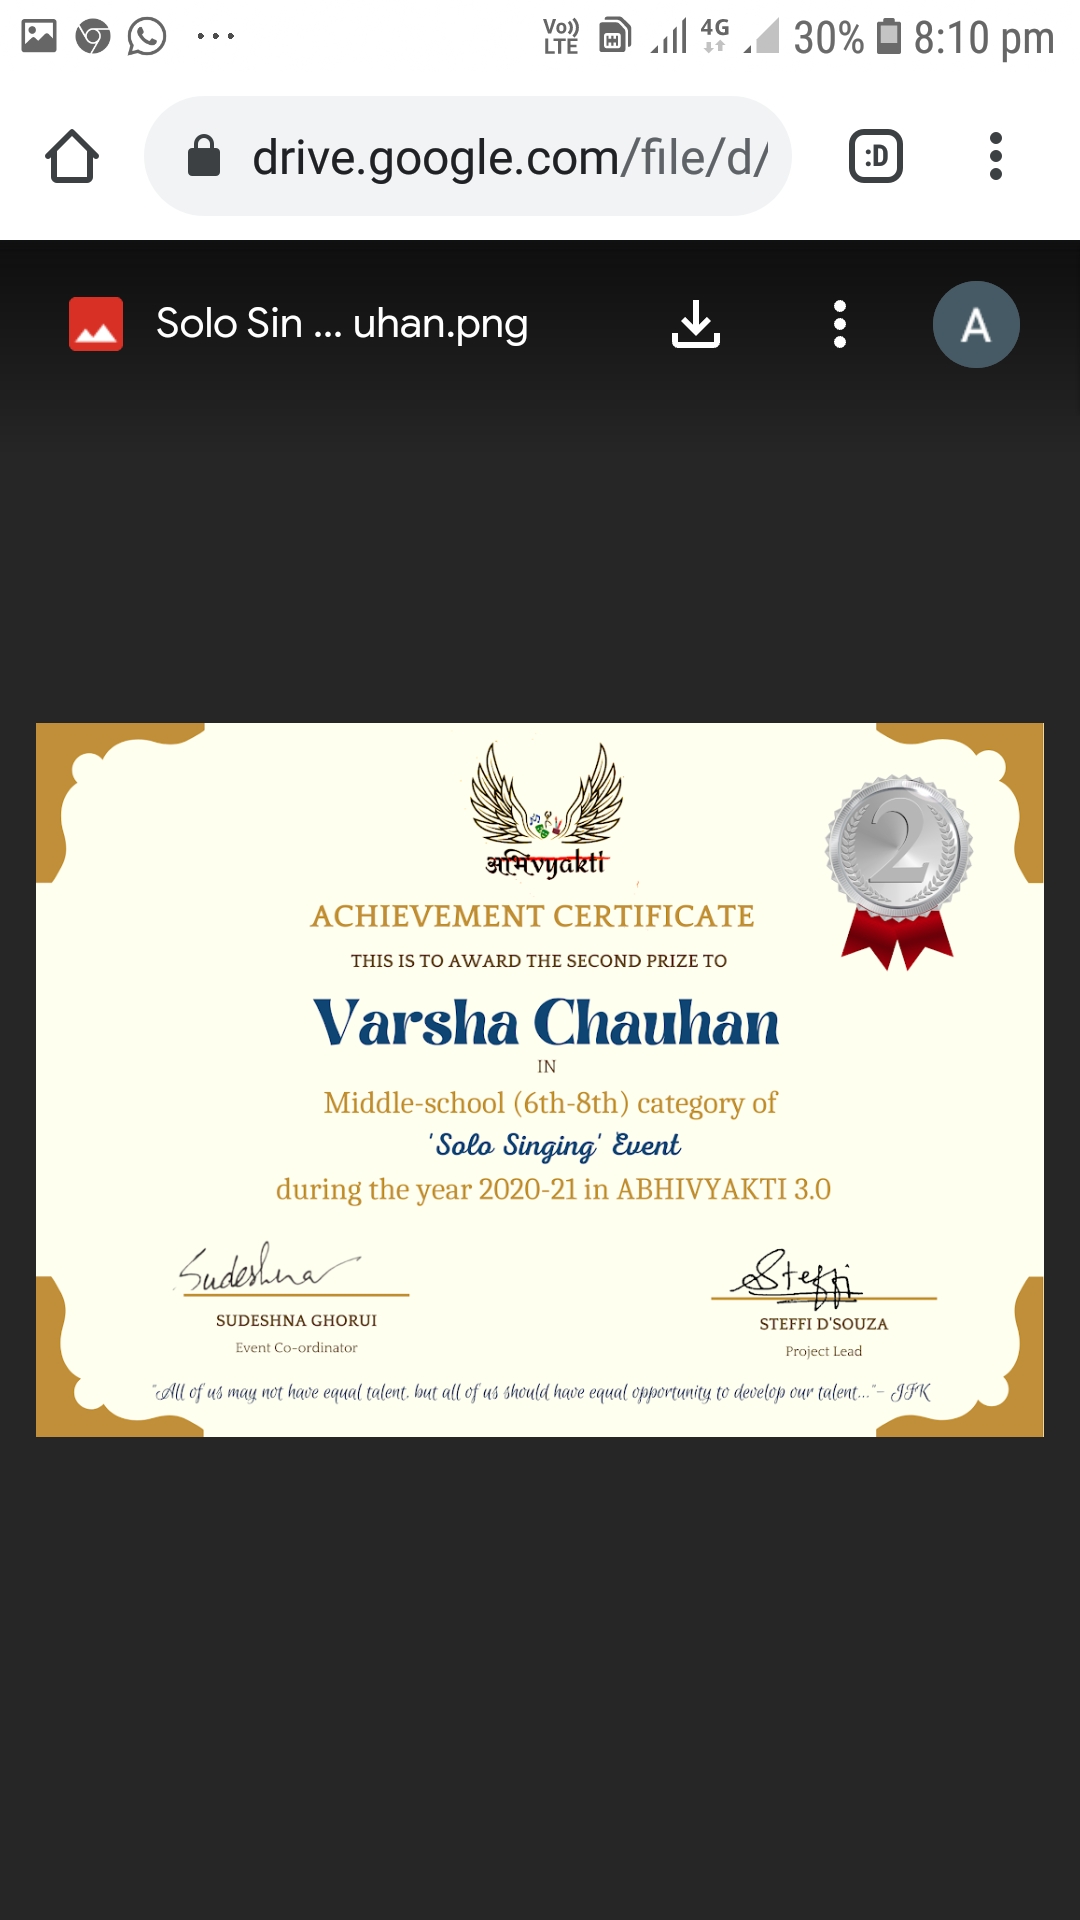 Vo)) LTE 4G 30% 8:10 pm
drive.google.com/file/d/ :D
Solo Sin ... uhan.png A
अभिvyakti
2
ACHIEVEMENT CERTIFICATE
THIS IS TO AWARD THE SECOND PRIZE TO
Varsha Chauhan
IN
Middle-school (6th-8th) category of
'Solo Singing' Event
during the year 2020-21 in ABHIVYAKTI 3.0
Sudeshna Steffi
SUDESHNA GHORUI STEFFI D'SOUZA
Event Co-ordinator Project Lead
"All of us may not have equal talent. but all of us should have equal opportunity to develop our talent..."- JFK